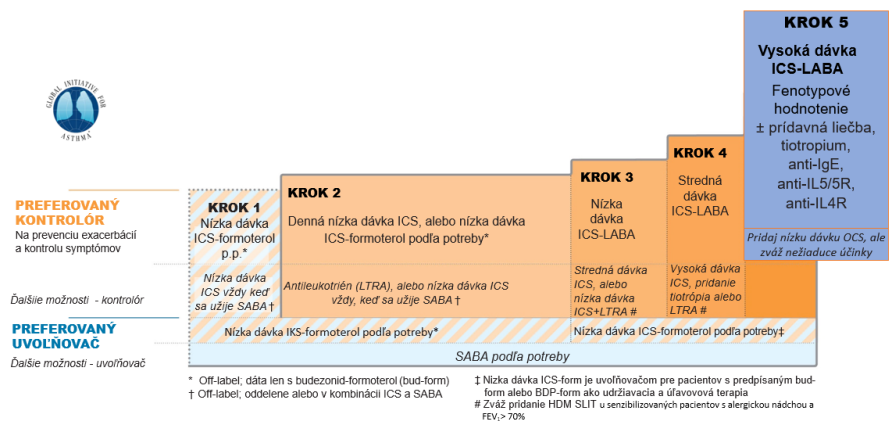 GLOBAL INITIATIVE FOR ASTHMA
KROK 5
Vysoká dávka
ICS-LABA
Fenotypové
hodnotenie
± prídavná liečba,
tiotropium,
anti-IgE,
anti-IL5/5R,
anti-IL4R
Pridaj nízku dávku OCS, ale
zváž nežiaduce účinky
KROK 4
Stredná
dávka
ICS-LABA
Vysoká dávka
ICS, pridanie
tiotrópia alebo
LTRA #
KROK 3
Nízka
dávka
ICS-LABA
Stredná dávka
ICS, alebo
nízka dávka
ICS+LTRA #
KROK 2
Denná nízka dávka ICS, alebo nízka dávka
ICS-formoterol podľa potreby*
Antileukotrién (LTRA), alebo nízka dávka ICS
vždy, keď sa užije SABA †
KROK 1
Nízka dávka
ICS-formoterol
p.p.*
Nízka dávka
ICS vždy keď
sa užije SABA †
PREFEROVANÝ
KONTROLÓR
Na prevenciu exacerbácií
a kontrolu symptómov
Ďalšiie možnosti - kontrolór
PREFEROVANÝ
UVOĽŇOVAČ
Ďalšie možnosti - uvoľňovač
Nízka dávka IKS-formoterol podľa potreby*
Nízka dávka ICS-formoterol podľa potreby‡
SABA podľa potreby
* Off-label; dáta len s budezonid-formoterol (bud-form)
† Off-label; oddelene alebo v kombinácii ICS a SABA
‡ Nizka dávka ICS-form je uvoľňovačom pre pacientov s predpísaným bud-
form alebo BDP-form ako udržiavacia a úľavovová terapia
# Zváž pridanie HDM SLIT u senzibilizovaných pacientov s alergickou nádchou a
FEV₁> 70%